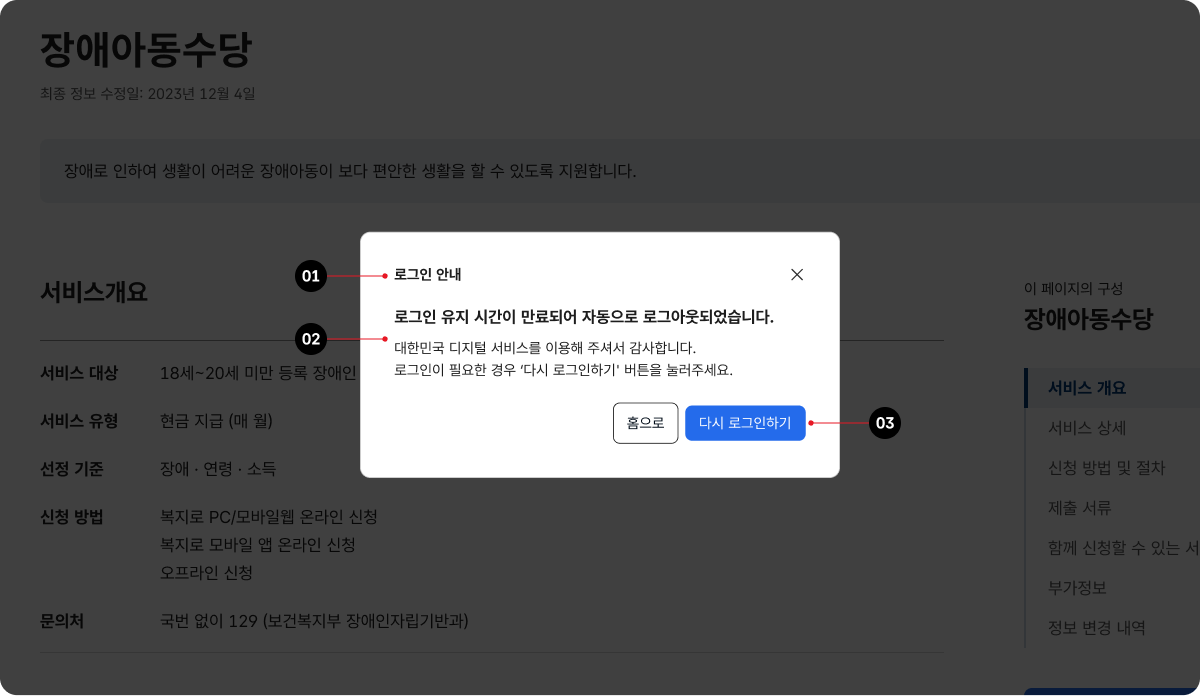 장애아동수당
최종 정보 수정일: 2023년 12월 4일
장애로 인하여 생활이 어려운 장애아동이 보다 편안한 생활을 할 수 있도록 지원합니다.
01
로그인 안내
02
로그인 유지 시간이 만료되어 자동으로 로그아웃되었습니다.
대한민국 디지털 서비스를 이용해 주셔서 감사합니다.
로그인이 필요한 경우 ‘다시 로그인하기' 버튼을 눌러주세요.
홈으로
다시 로그인하기
03
서비스개요
서비스 대상
18세~20세 미만 등록 장애인
서비스 유형
현금 지급 (매 월)
선정 기준
장애 · 연령 · 소득
신청 방법
복지로 PC/모바일웹 온라인 신청
복지로 모바일 앱 온라인 신청
오프라인 신청
문의처
국번 없이 129 (보건복지부 장애인자립기반과)
이 페이지의 구성
장애아동수당
서비스 개요
서비스 상세
신청 방법 및 절차
제출 서류
함께 신청할 수 있는 서
부가정보
정보 변경 내역